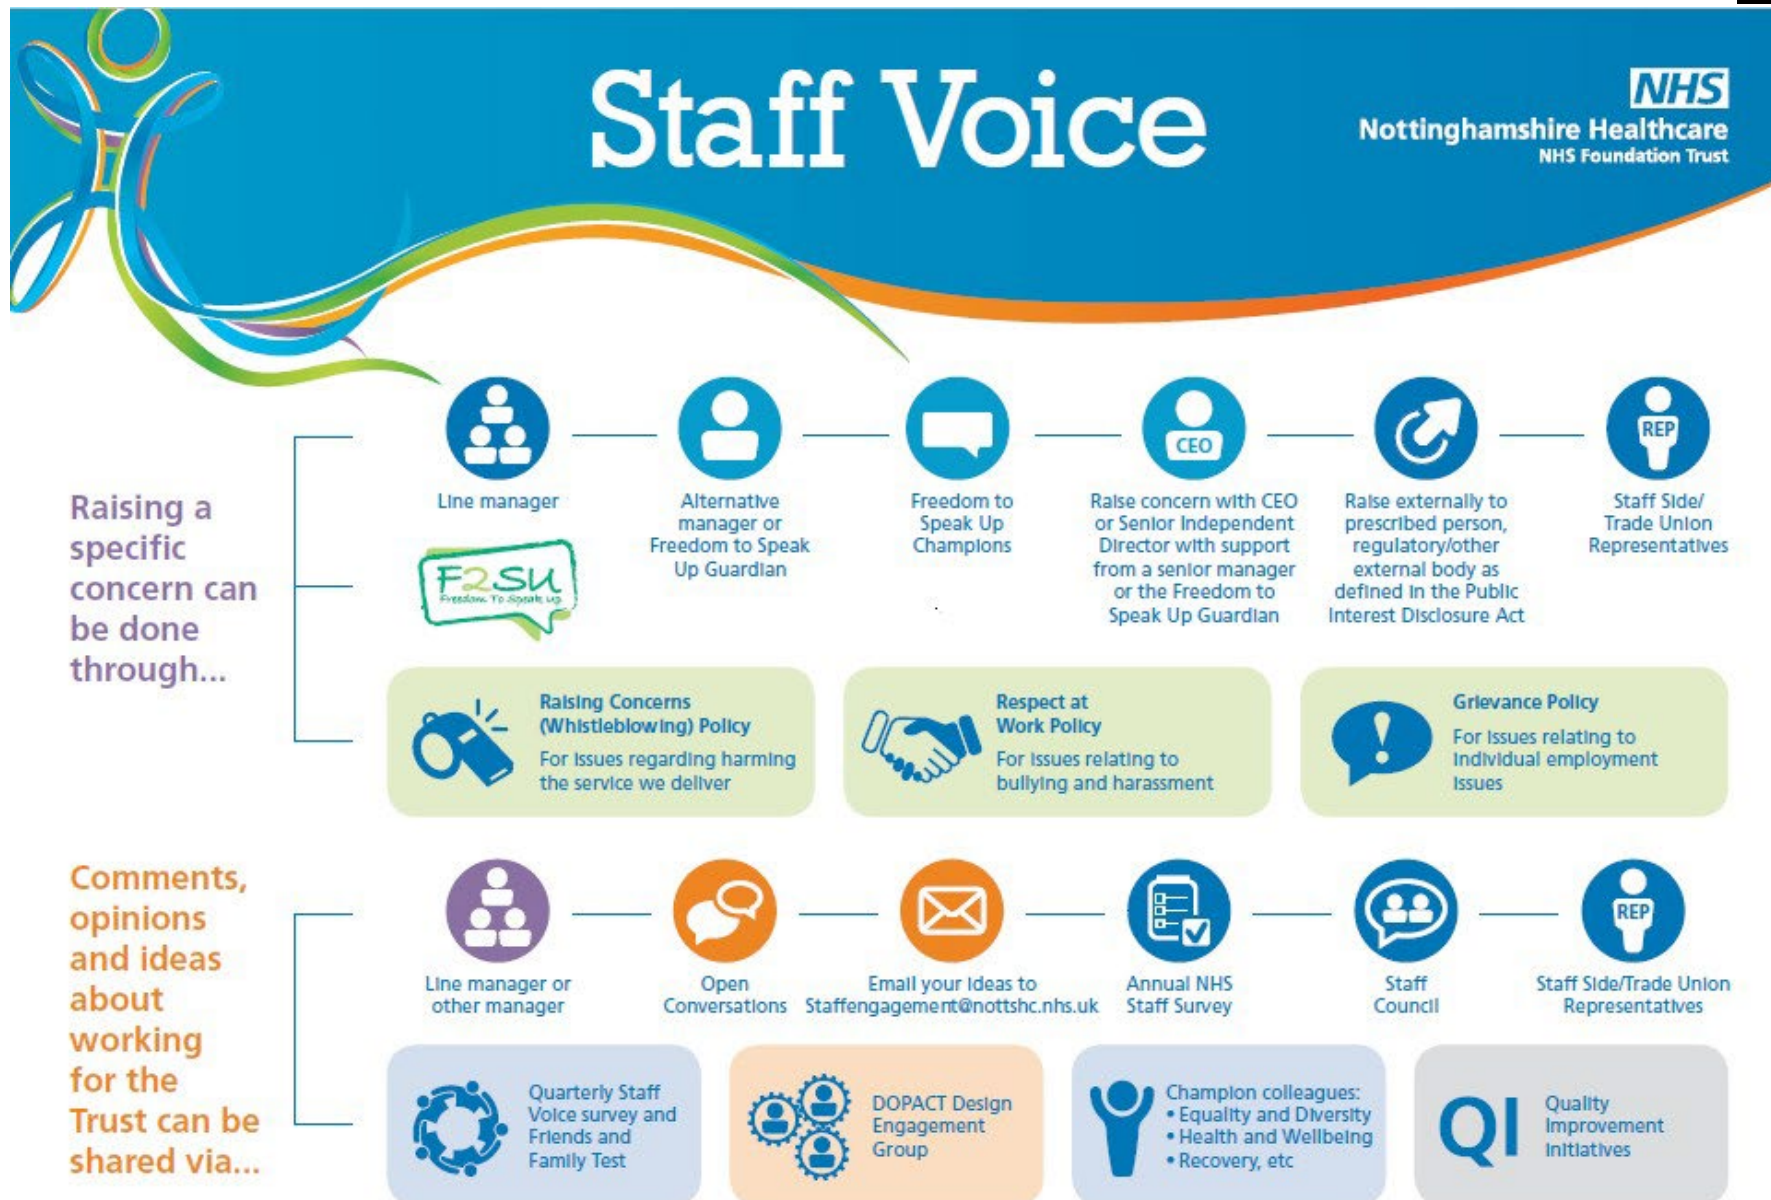 Staff Voice
NHS
Nottinghamshire Healthcare
NHS Foundation Trust
Raising a
specific
concern can
be done
through...
Line manager
Alternative
manager or
Freedom to Speak
Up Guardian
Freedom to
Speak Up
Champions
CEO
Raise concern with CEO
or Senior Independent
Director with support
from a senior manager
or the Freedom to
Speak Up Guardian
Raise externally to
prescribed person,
regulatory/other
external body as
defined in the Public
Interest Disclosure Act
REP
Staff Side/
Trade Union
Representatives
F2SU
Freedom To Speak up
Raising Concerns
(Whistleblowing) Policy
For issues regarding harming
the service we deliver
Respect at
Work Policy
For issues relating to
bullying and harassment
Grievance Policy
For issues relating to
individual employment
issues
Comments,
opinions
and ideas
about
working
for the
Trust can be
shared via...
Line manager or
other manager
Open
Conversations
Email your ideas to
Staffengagement@nottshc.nhs.uk
Annual NHS
Staff Survey
Staff
Council
REP
Staff Side/Trade Union
Representatives
Quarterly Staff
Voice survey and
Friends and
Family Test
DOPACT Design
Engagement
Group
Champion colleagues:
• Equality and Diversity
• Health and Wellbeing
• Recovery, etc
QI
Quality
Improvement
Initiatives